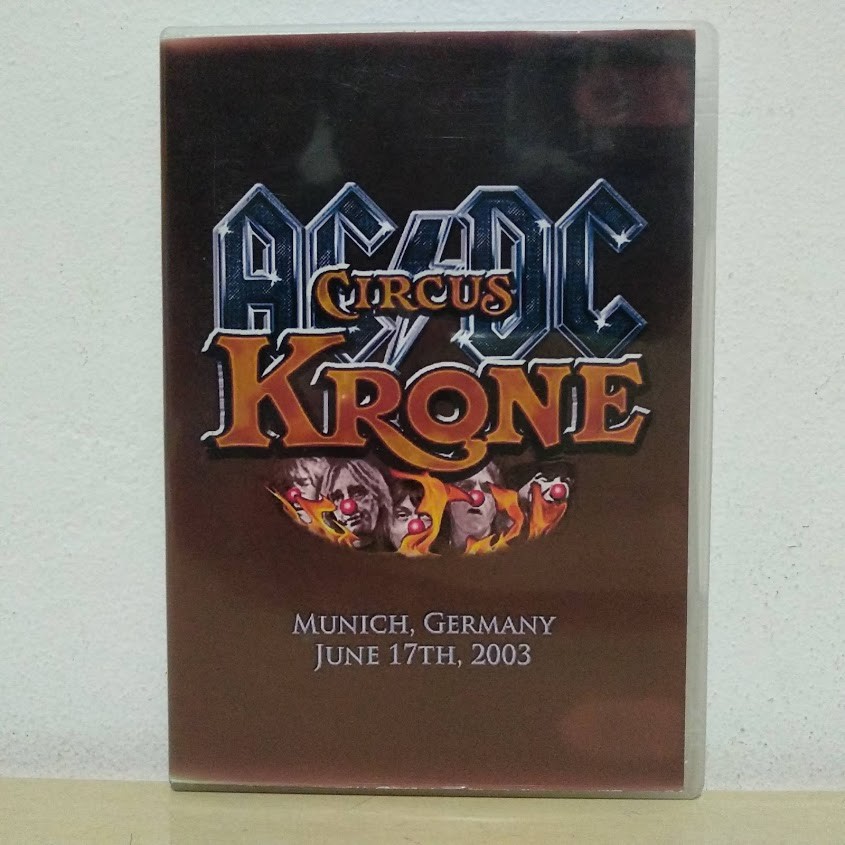 AC/DC
CIRCUS
KRONE
MUNICH, GERMANY
JUNE 17TH, 2003